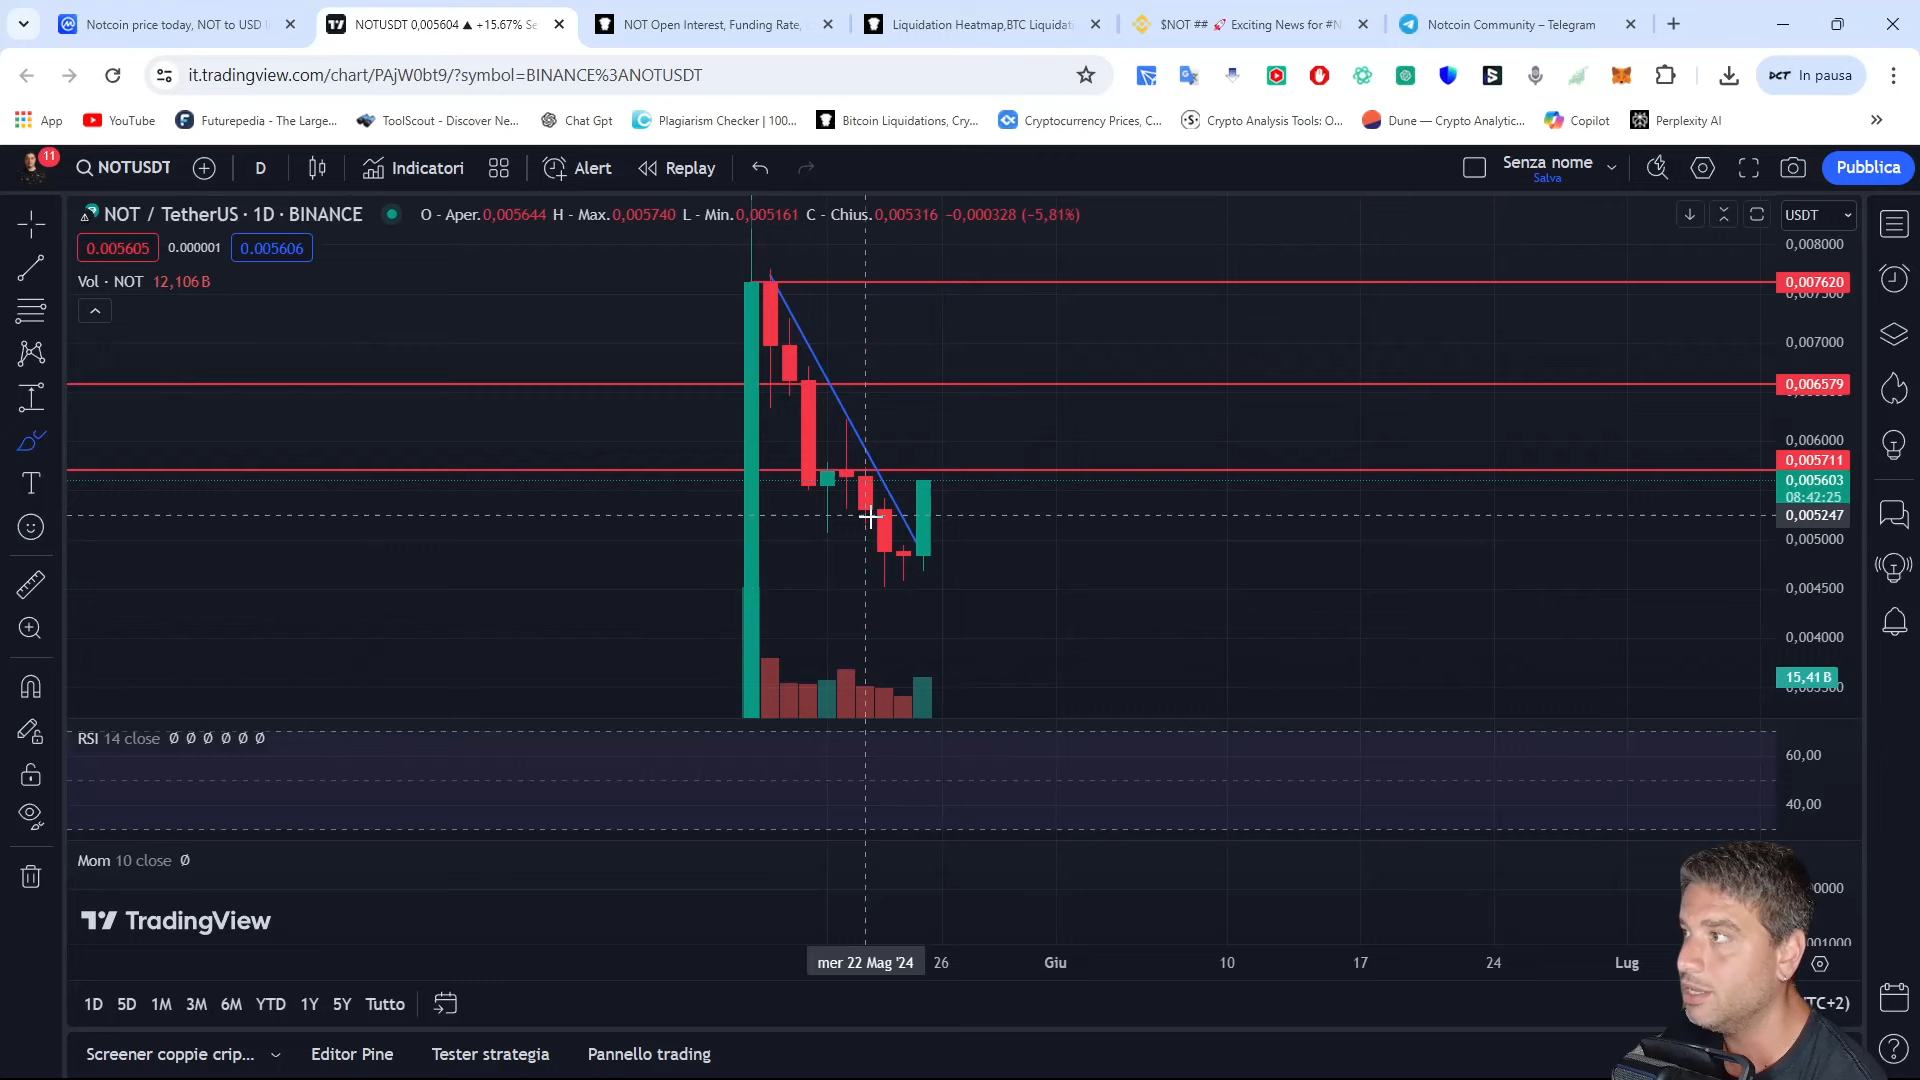 Notcoin price today, NOT to USD l
NOTUSDT 0,005604 ▲ +15.67% Se
NOT Open Interest, Funding Rate,
Liquidation Heatmap,BTC Liquidat
$NOT ## 🚀 Exciting News for #N
Notcoin Community – Telegram
it.tradingview.com/chart/PAjW0bt9/?symbol=BINANCE%3ANOTUSDT
In pausa
App
YouTube
Futurepedia - The Large...
ToolScout - Discover Ne...
Chat Gpt
Plagiarism Checker | 100...
Bitcoin Liquidations, Cry...
Cryptocurrency Prices, C...
Crypto Analysis Tools: O...
Dune — Crypto Analytic...
Copilot
Perplexity AI
11
NOTUSDT
D
Indicatori
Alert
Replay
Senza nome
Salva
Pubblica
NOT / TetherUS · 1D · BINANCE
O - Aper.0,005644 H - Max.0,005740 L - Min.0,005161 C - Chius.0,005316 −0,000328 (−5,81%)
USDT
0.005605 0.000001 0.005606
Vol · NOT 12,106B
0,008000
0,007620
0,007500
0,007000
0,006579
0,006000
0,005711
0,005603
08:42:25
0,005247
0,005000
0,004500
0,004000
15,41B
RSI 14 close Ø Ø Ø Ø Ø Ø
60,00
40,00
Mom 10 close Ø
TradingView
mer 22 Mag '24
26
Giu
10
17
24
Lug
1D 5D 1M 3M 6M YTD 1Y 5Y Tutto
Screener coppie crip...
Editor Pine
Tester strategia
Pannello trading